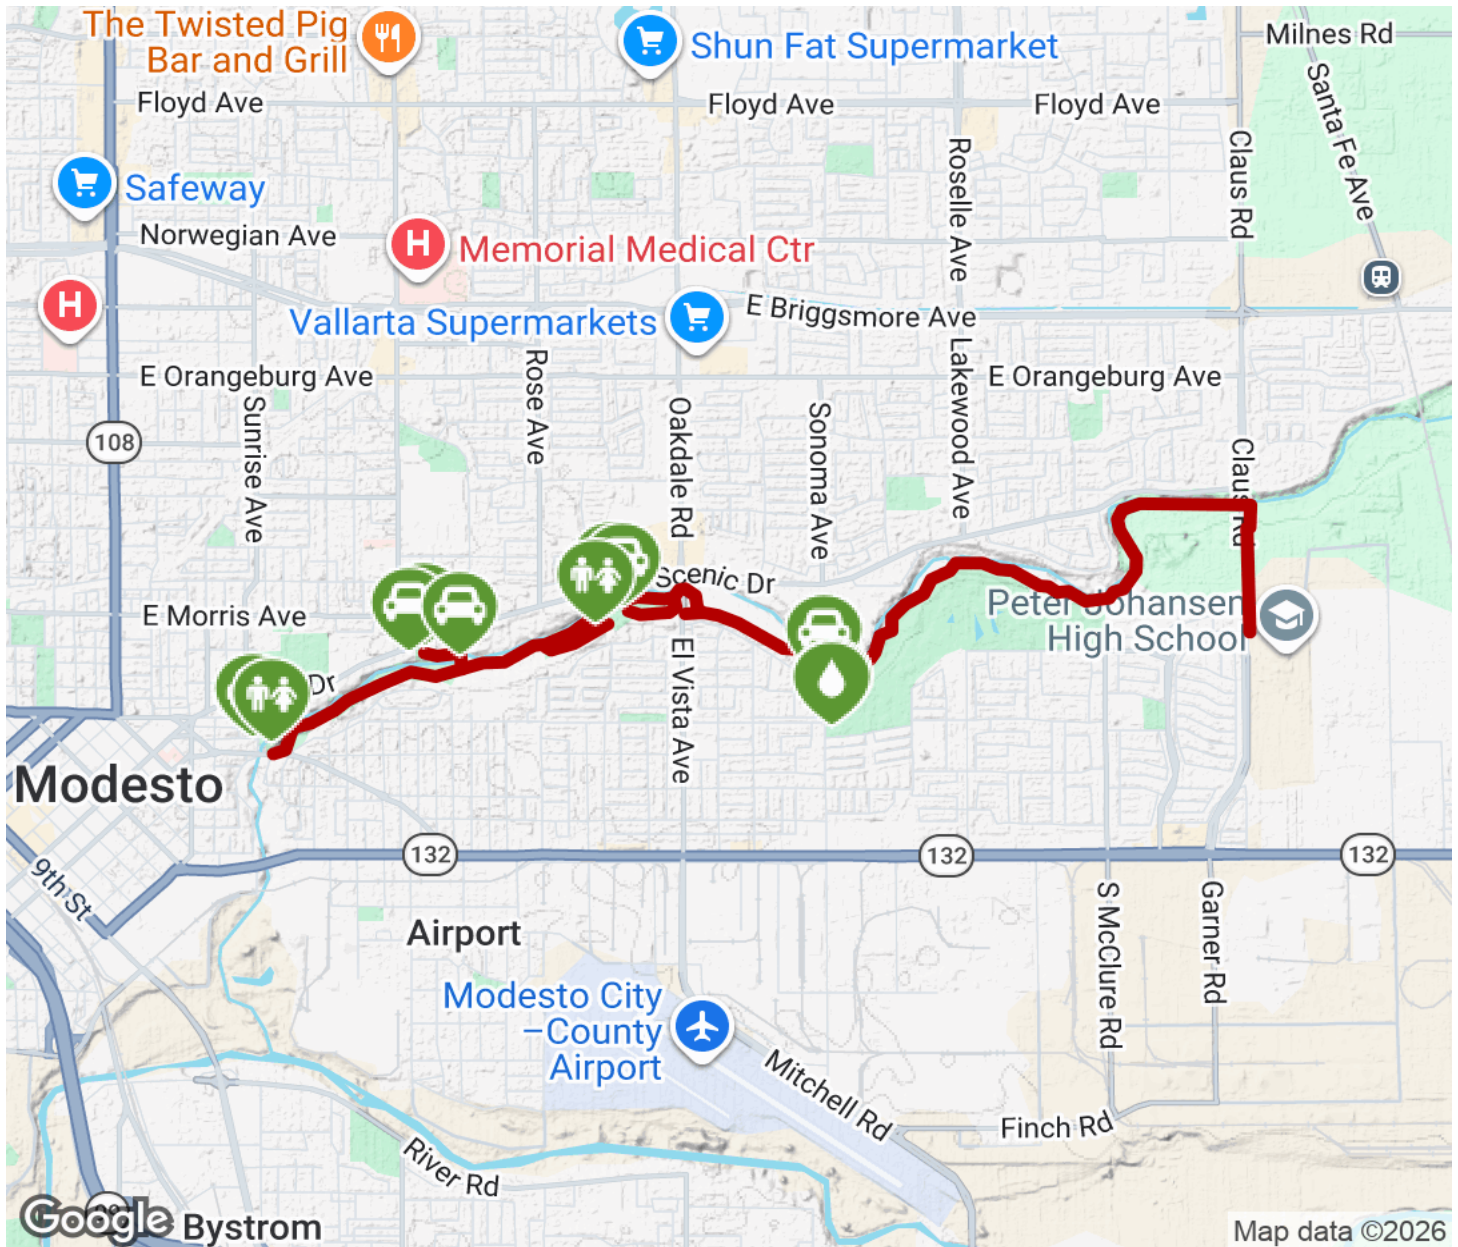 The Twisted Pig
Bar and Grill
Shun Fat Supermarket
Milnes Rd
Floyd Ave
Floyd Ave
Floyd Ave
Santa Fe Ave
Claus Rd
Roselle Ave
Safeway
Norwegian Ave
H
Memorial Medical Ctr
H
Vallarta Supermarkets
E Briggsmore Ave
E Orangeburg Ave
Rose Ave
Lakewood Ave
E Orangeburg Ave
Sunrise Ave
Oakdale Rd
Sonoma Ave
108
Claus Rd
Scenic Dr
E Morris Ave
Peter Johansen
High School
Dr
El Vista Ave
Modesto
132
132
132
9th St
S McClure Rd
Garner Rd
Airport
Modesto City
–County
Airport
Mitchell Rd
Finch Rd
River Rd
Google
Bystrom
Map data ©2026